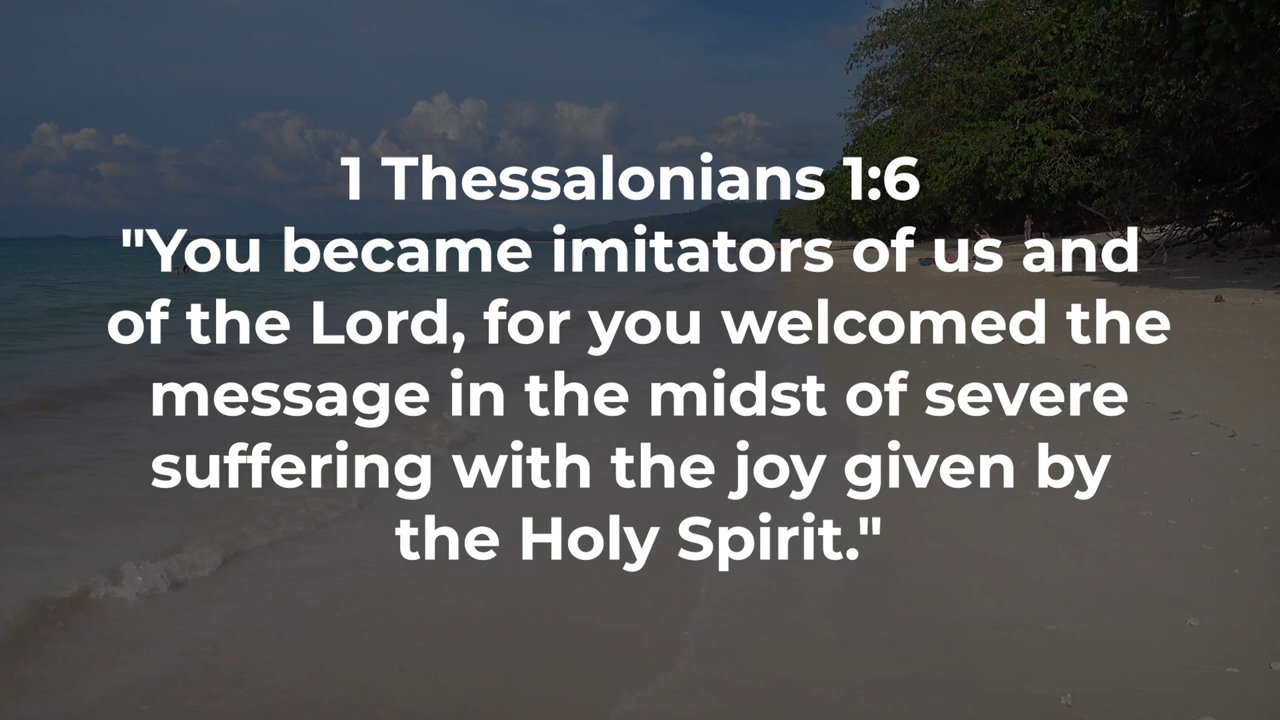 1 Thessalonians 1:6
"You became imitators of us and
of the Lord, for you welcomed the
message in the midst of severe
suffering with the joy given by
the Holy Spirit."